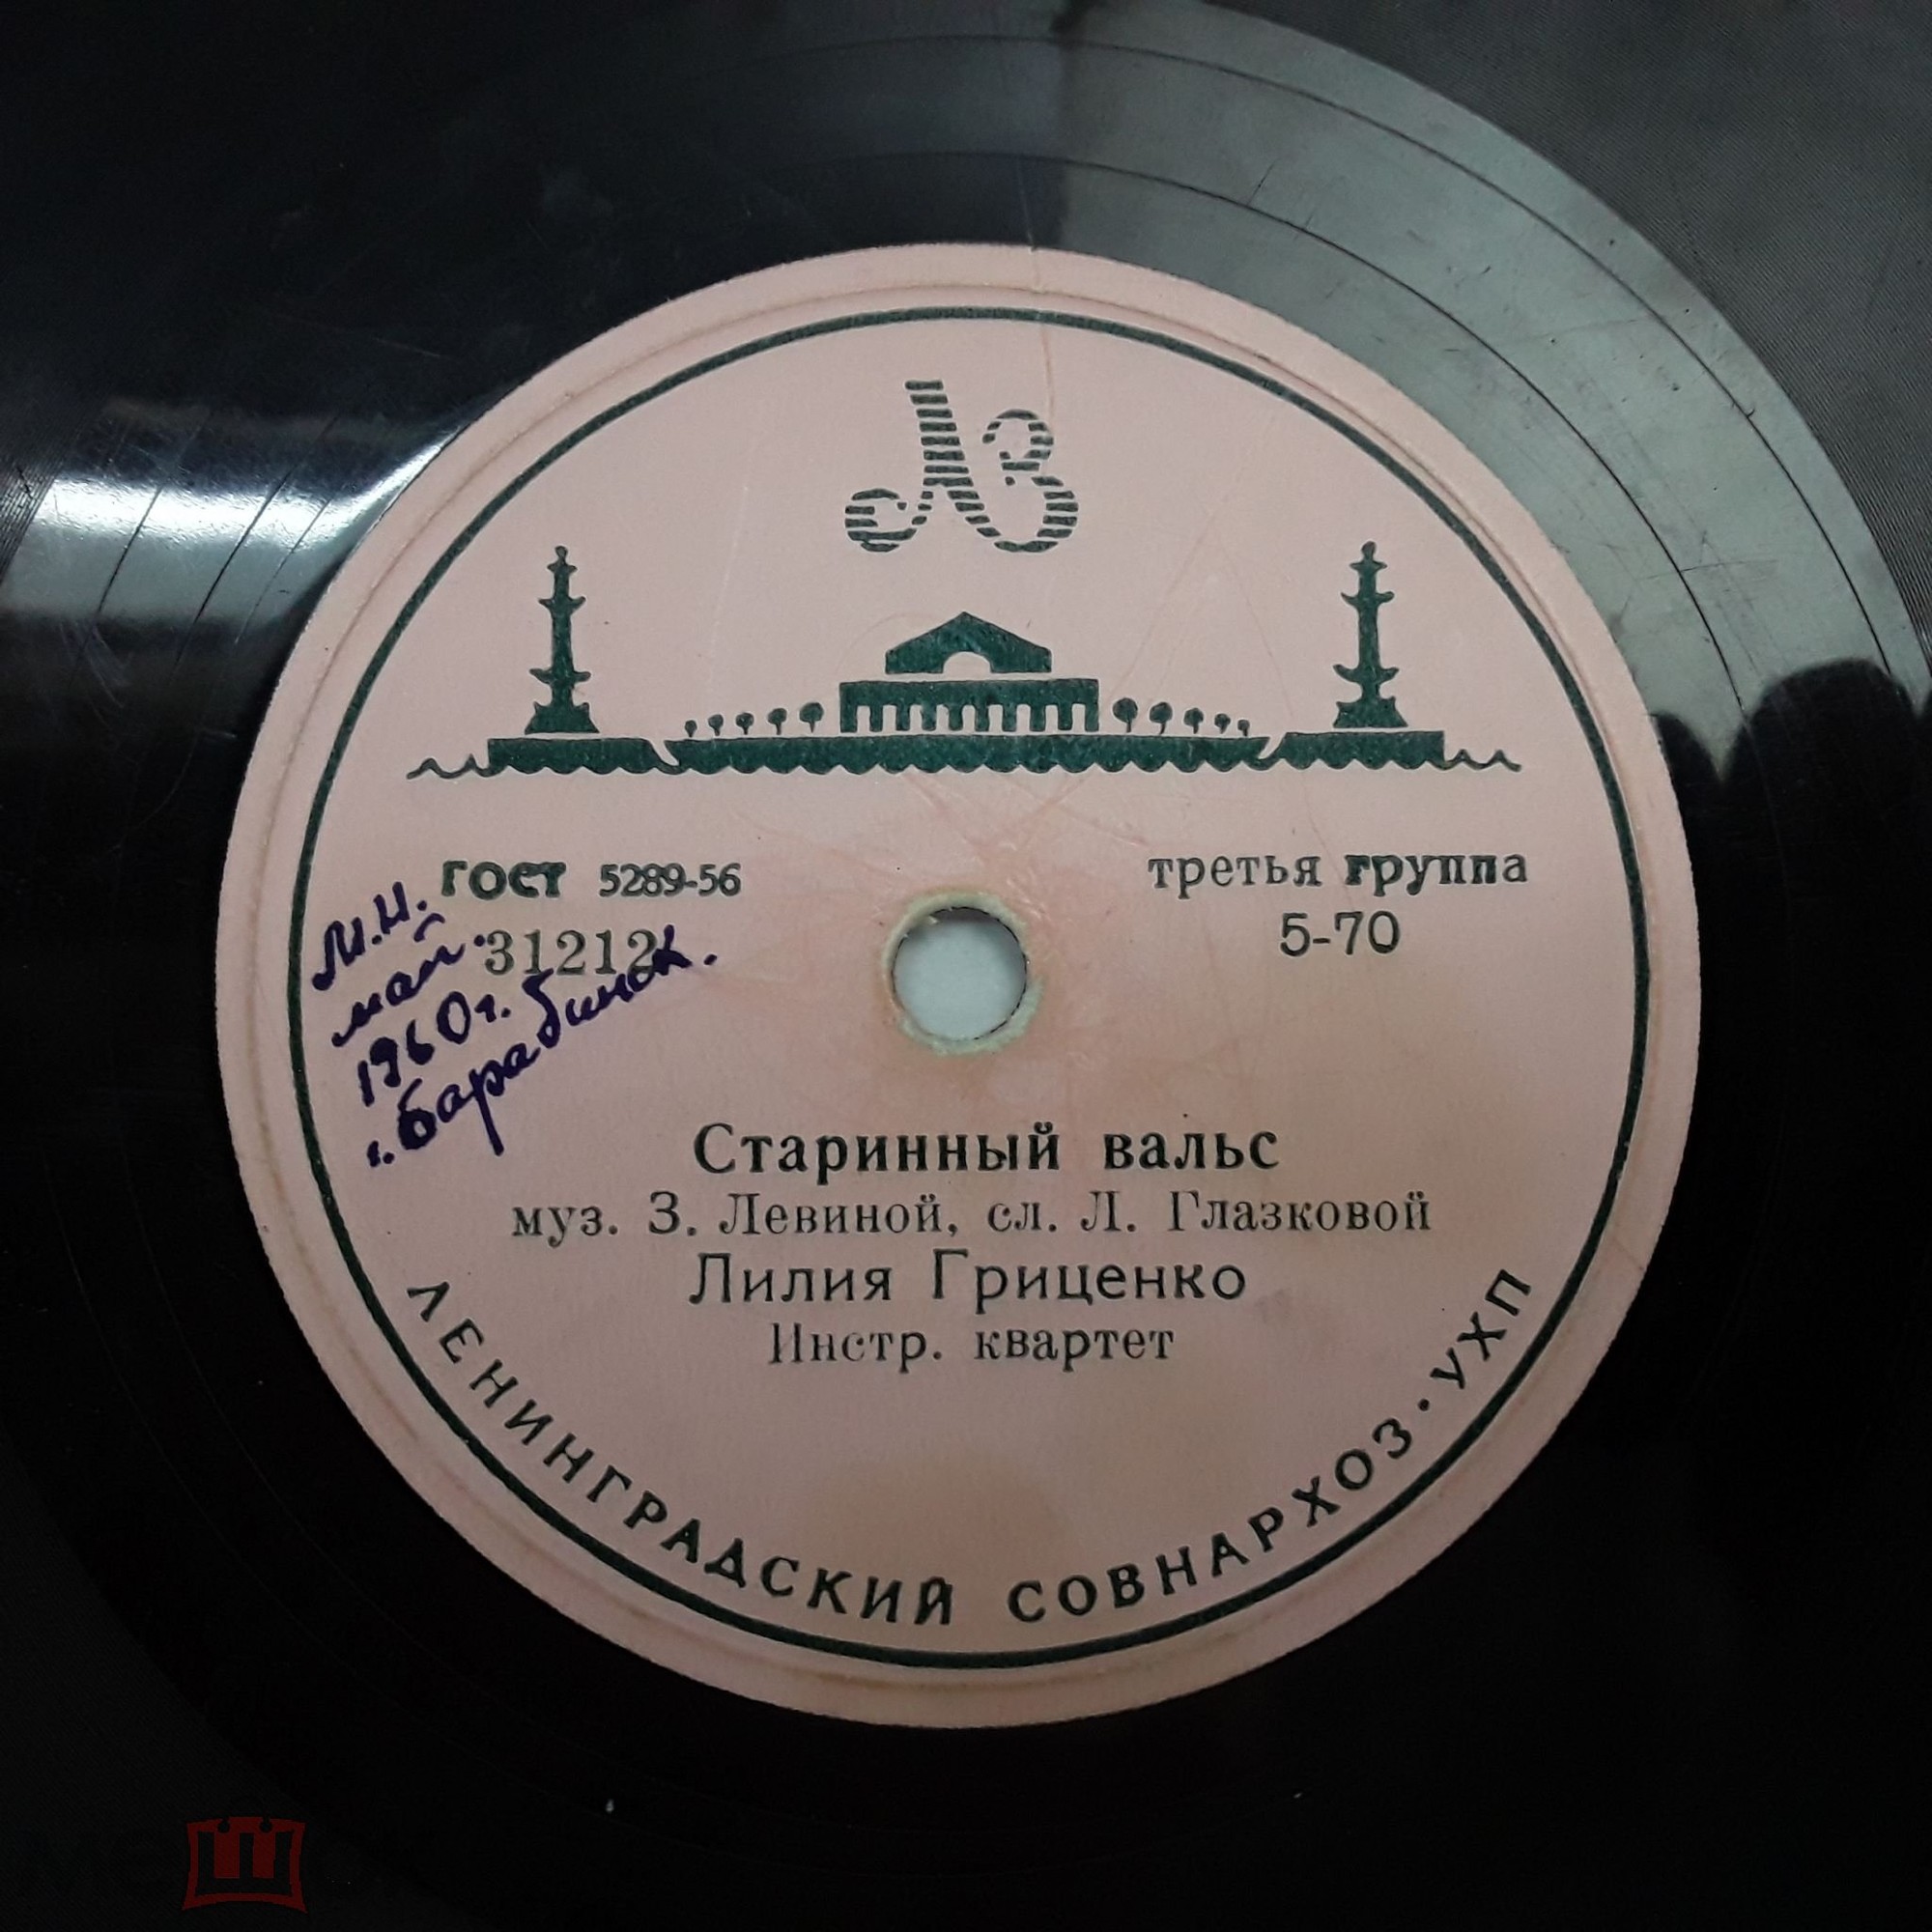 ЛЗ
ГОСТ 5289-56
31212
третья группа
5-70
М.Н.
май.
1960г.
г. Барабинск.
Старинный вальс
муз. З. Левиной, сл. Л. Глазковой
Лилия Гриценко
Инстр. квартет
ЛЕНИНГРАДСКИЙ СОВНАРХОЗ · УХП